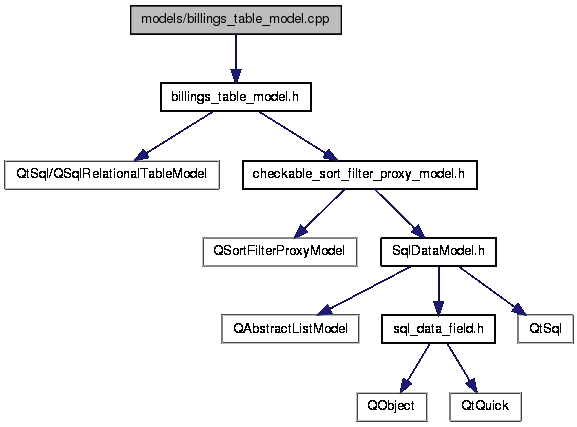 models/billings_table_model.cpp
billings_table_model.h
QtSql/QSqlRelationalTableModel
checkable_sort_filter_proxy_model.h
QSortFilterProxyModel
SqlDataModel.h
QAbstractListModel
sql_data_field.h
QtSql
QObject
QtQuick